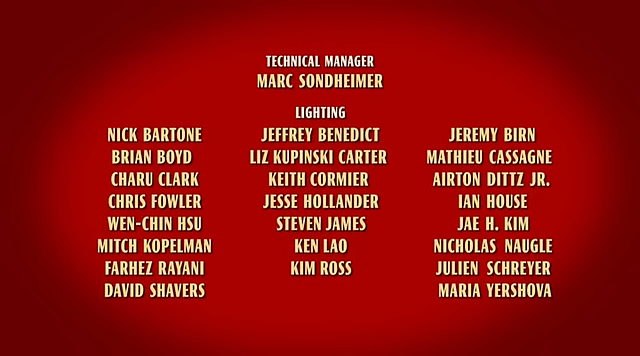 TECHNICAL MANAGER
MARC SONDHEIMER
LIGHTING
NICK BARTONE JEFFREY BENEDICT JEREMY BIRN
BRIAN BOYD LIZ KUPINSKI CARTER MATHIEU CASSAGNE
CHARU CLARK KEITH CORMIER AIRTON DITTZ JR.
CHRIS FOWLER JESSE HOLLANDER IAN HOUSE
WEN-CHIN HSU STEVEN JAMES JAE H. KIM
MITCH KOPELMAN KEN LAO NICHOLAS NAUGLE
FARHEZ RAYANI KIM ROSS JULIEN SCHREYER
DAVID SHAVERS MARIA YERSHOVA